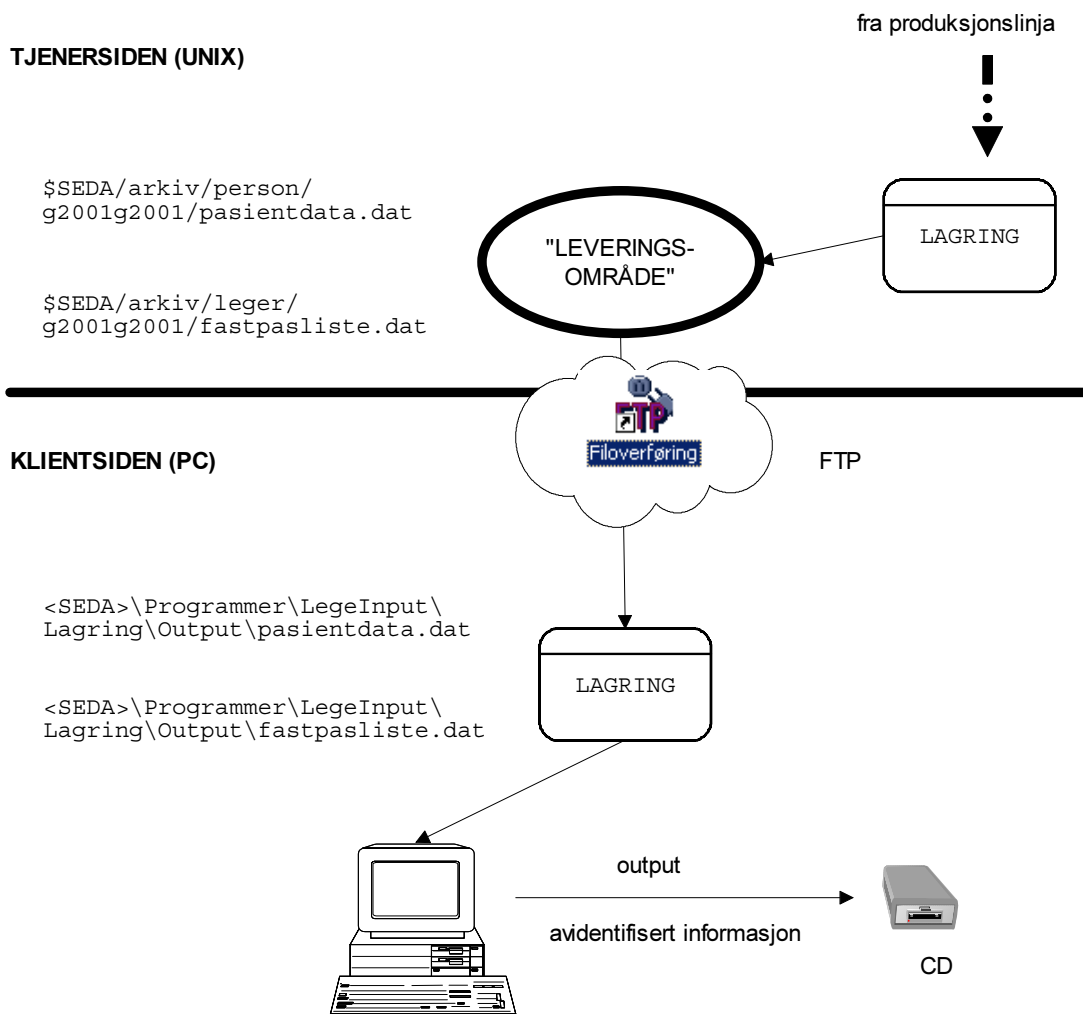 fra produksjonslinja
TJENERSIDEN (UNIX)
$SEDA/arkiv/person/
g2001g2001/pasientdata.dat
LAGRING
"LEVERINGS-
OMRÅDE"
$SEDA/arkiv/leger/
g2001g2001/fastpasliste.dat
FTP
Filoverføring
KLIENTSIDEN (PC)
FTP
<SEDA>\Programmer\LegeInput\
Lagring\Output\pasientdata.dat
LAGRING
<SEDA>\Programmer\LegeInput\
Lagring\Output\fastpasliste.dat
output
avidentifisert informasjon
CD